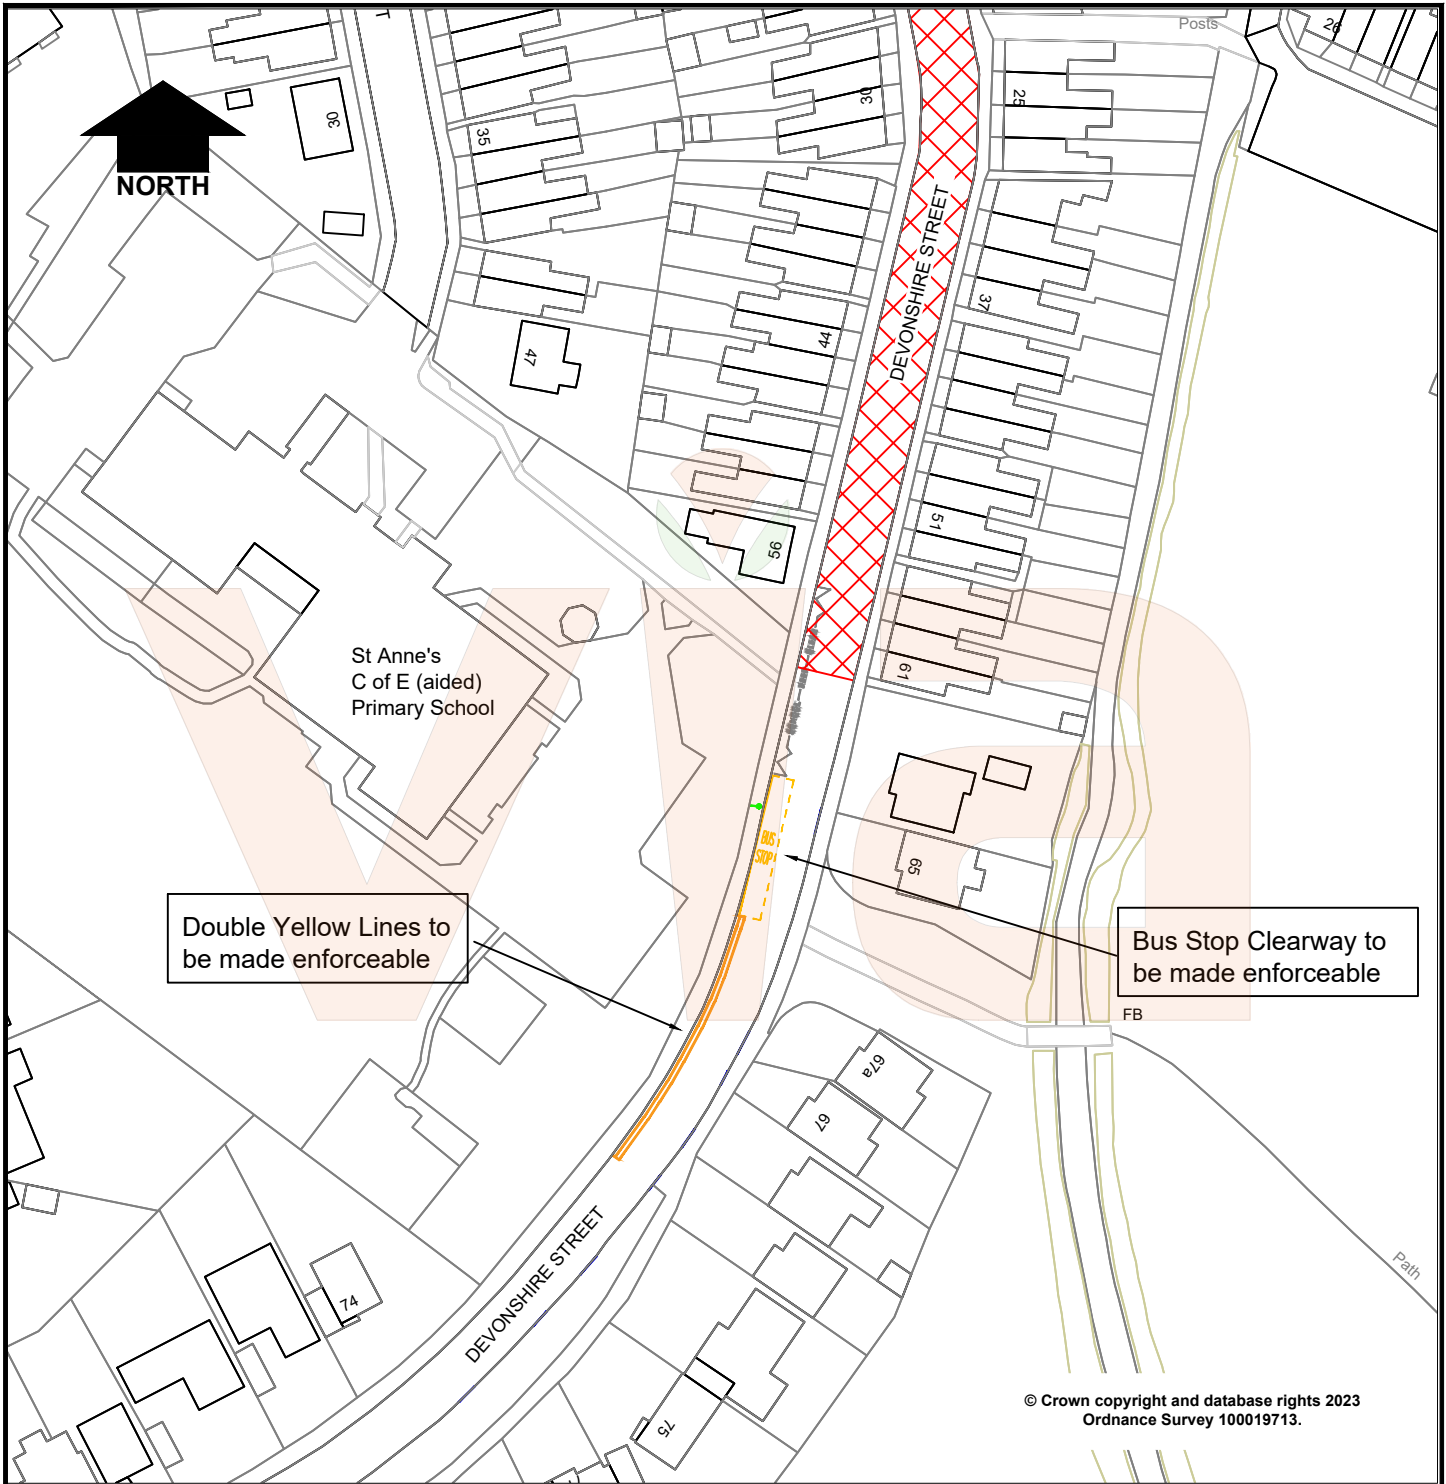 T
Posts
26
30
NORTH
35
30
25
DEVONSHIRE STREET
37
44
47
51
56
St Anne's
C of E (aided)
Primary School
61
BUS
STOP
65
Double Yellow Lines to
be made enforceable
Bus Stop Clearway to
be made enforceable
FB
67a
67
DEVONSHIRE STREET
74
Path
75
© Crown copyright and database rights 2023
Ordnance Survey 100019713.
via